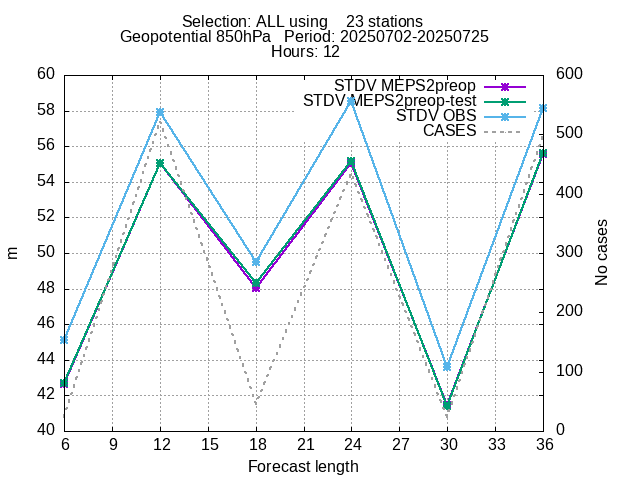 Selection: ALL using    23 stations
Geopotential 850hPa   Period: 20250702-20250725
Hours: 12
STDV MEPS2preop
STDV MEPS2preop-test
STDV OBS
CASES
60
58
56
54
52
50
48
46
44
42
40
m
600
500
400
300
200
100
0
No cases
6 9 12 15 18 21 24 27 30 33 36
Forecast length